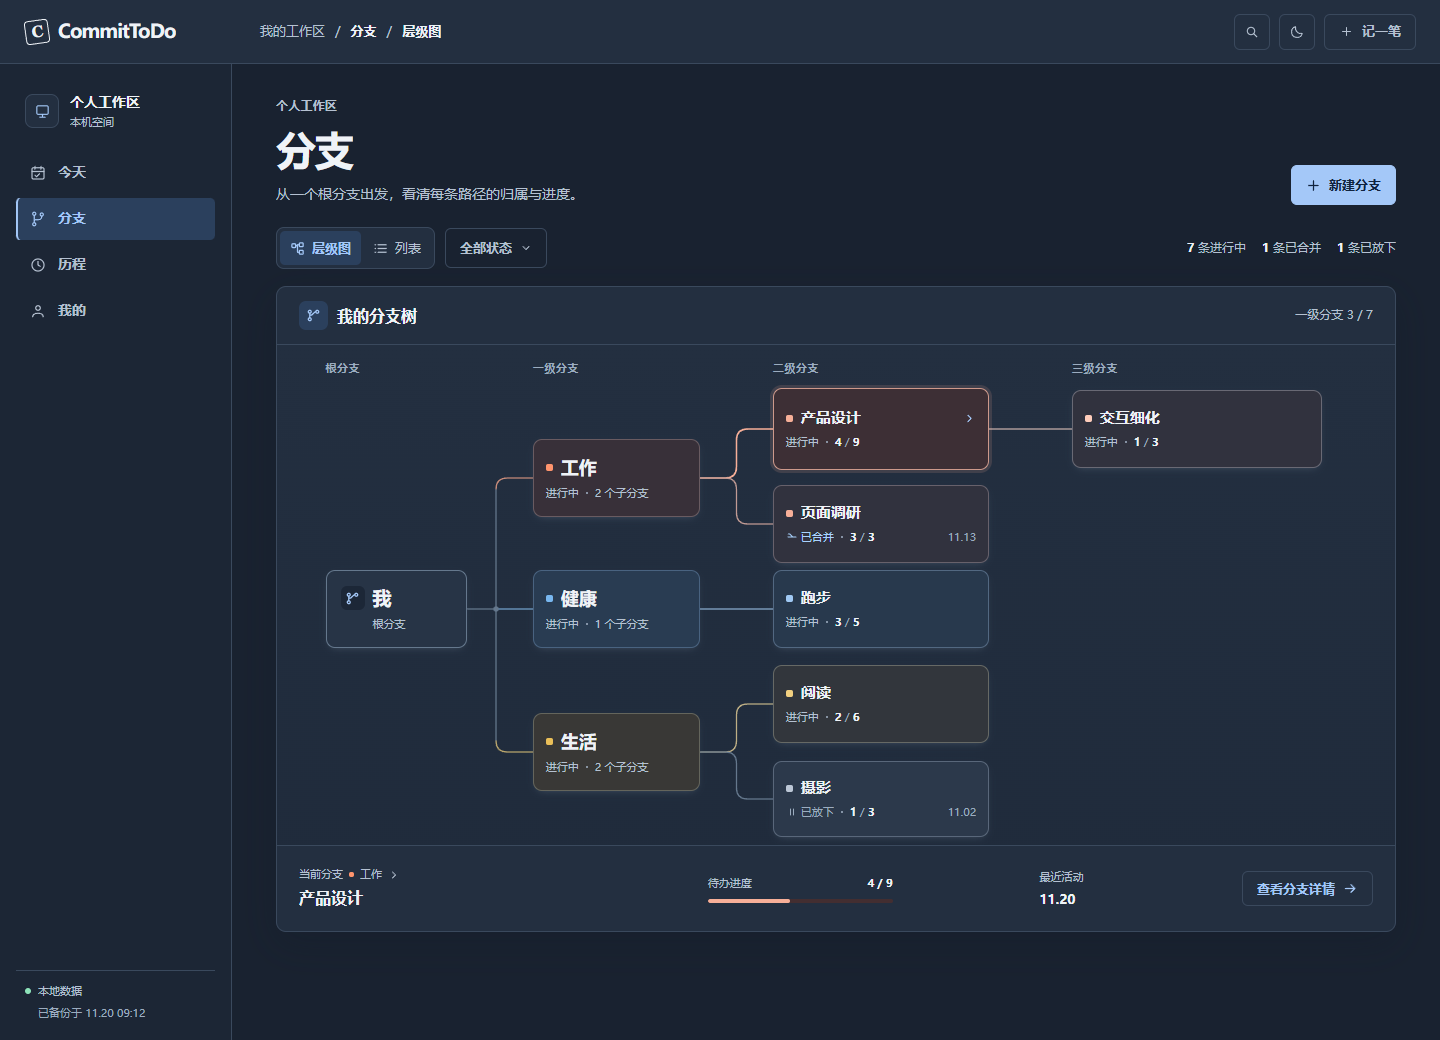 C CommitToDo
我的工作区 / 分支 / 层级图
记一笔
个人工作区
本机空间
今天
分支
历程
我的
本地数据
已备份于 11.20 09:12
个人工作区
分支
从一个根分支出发，看清每条路径的归属与进度。
新建分支
层级图
列表
全部状态
7 条进行中 1 条已合并 1 条已放下
我的分支树
一级分支 3 / 7
根分支
一级分支
二级分支
三级分支
我
根分支
工作
进行中 · 2 个子分支
健康
进行中 · 1 个子分支
生活
进行中 · 2 个子分支
产品设计
进行中 · 4 / 9
页面调研
已合并 · 3 / 3 11.13
跑步
进行中 · 3 / 5
阅读
进行中 · 2 / 6
摄影
已放下 · 1 / 3 11.02
交互细化
进行中 · 1 / 3
当前分支 工作
产品设计
待办进度 4 / 9
最近活动
11.20
查看分支详情